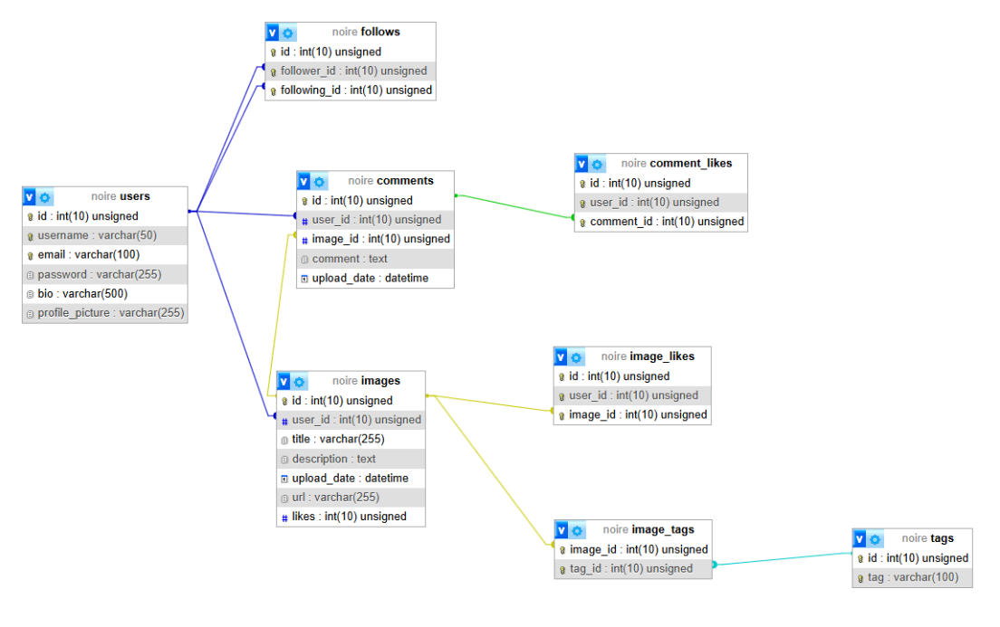 noire follows
id : int(10) unsigned
follower_id : int(10) unsigned
following_id : int(10) unsigned
noire comments
id : int(10) unsigned
user_id : int(10) unsigned
image_id : int(10) unsigned
comment : text
upload_date : datetime
noire comment_likes
id : int(10) unsigned
user_id : int(10) unsigned
comment_id : int(10) unsigned
noire users
id : int(10) unsigned
username : varchar(50)
email : varchar(100)
password : varchar(255)
bio : varchar(500)
profile_picture : varchar(255)
noire images
id : int(10) unsigned
user_id : int(10) unsigned
title : varchar(255)
description : text
upload_date : datetime
url : varchar(255)
likes : int(10) unsigned
noire image_likes
id : int(10) unsigned
user_id : int(10) unsigned
image_id : int(10) unsigned
noire image_tags
image_id : int(10) unsigned
tag_id : int(10) unsigned
noire tags
id : int(10) unsigned
tag : varchar(100)